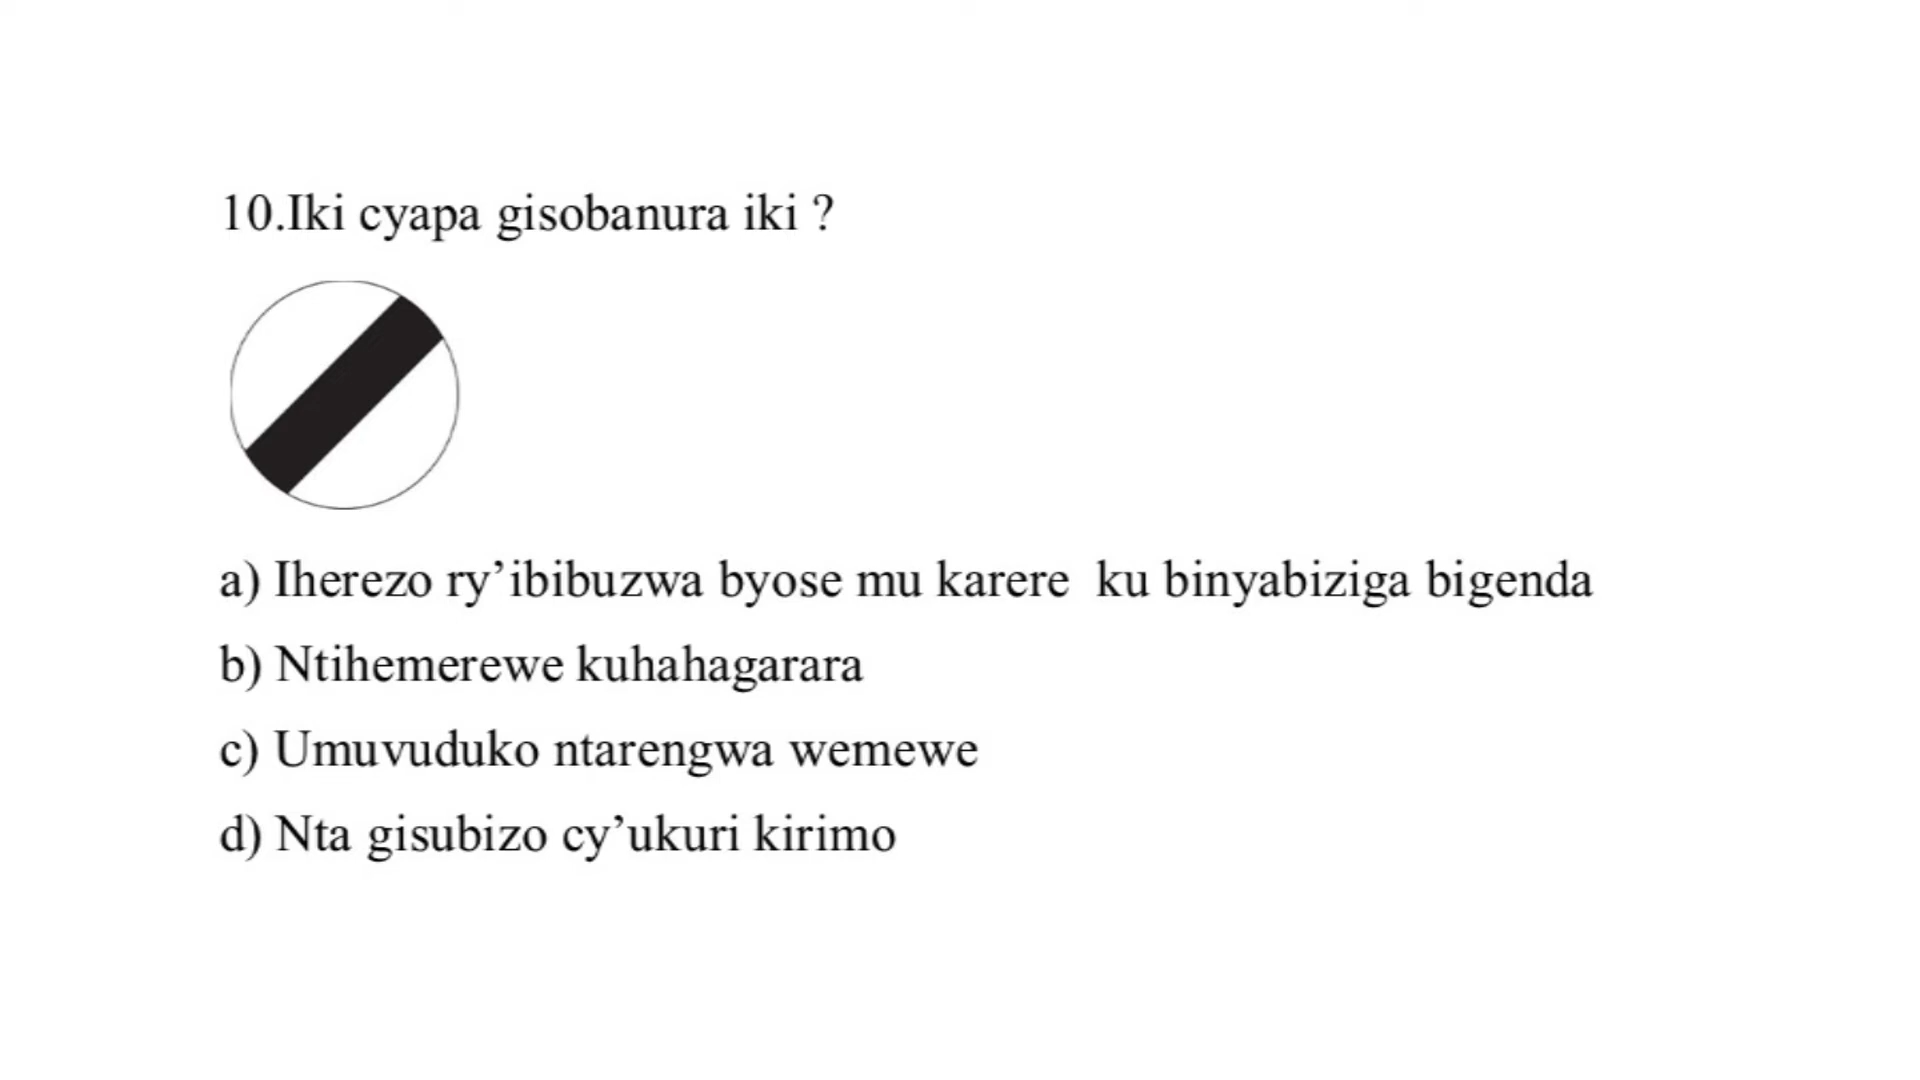 10.Iki cyapa gisobanura iki ?
a) Iherezo ry’ibibuzwa byose mu karere ku binyabiziga bigenda
b) Ntihemerewe kuhahagarara
c) Umuvuduko ntarengwa wemewe
d) Nta gisubizo cy’ukuri kirimo